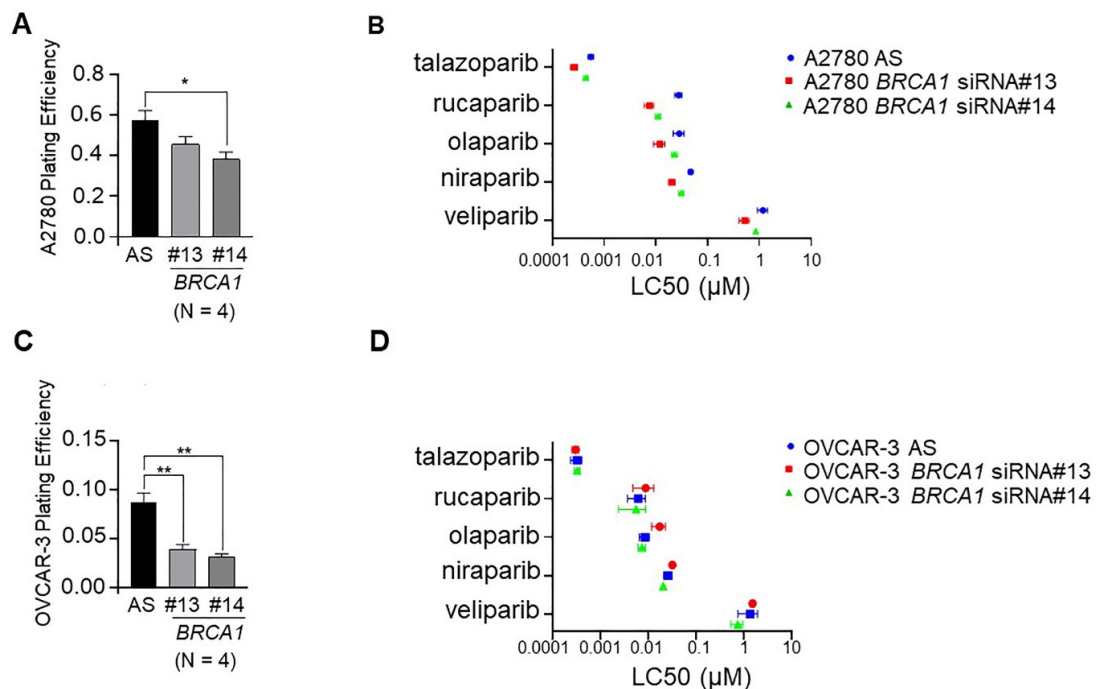 A
A2780 Plating Efficiency
0.8
0.6
0.4
0.2
0.0
*
AS #13 #14
BRCA1
(N = 4)
B
talazoparib
rucaparib
olaparib
niraparib
veliparib
0.0001 0.001 0.01 0.1 1 10
LC50 (µM)
A2780 AS
A2780 BRCA1 siRNA#13
A2780 BRCA1 siRNA#14
C
OVCAR-3 Plating Efficiency
0.15
0.10
0.05
0.00
**
**
AS #13 #14
BRCA1
(N = 4)
D
talazoparib
rucaparib
olaparib
niraparib
veliparib
0.0001 0.001 0.01 0.1 1 10
LC50 (µM)
OVCAR-3 AS
OVCAR-3 BRCA1 siRNA#13
OVCAR-3 BRCA1 siRNA#14